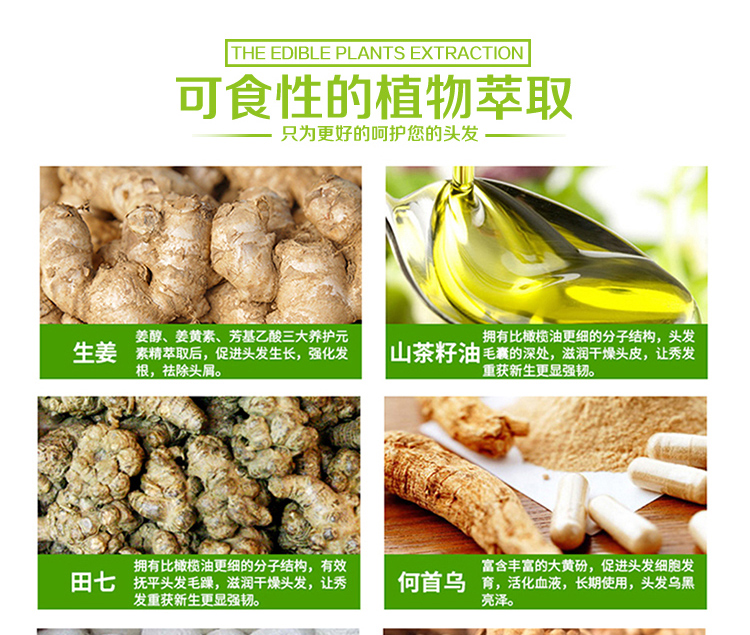 THE EDIBLE PLANTS EXTRACTION
可食性的植物萃取
只为更好的呵护您的头发
生姜
姜醇、姜黄素、芳基乙酸三大养护元
素精萃取后，促进头发生长，强化发
根，祛除头屑。
山茶籽油
拥有比橄榄油更细的分子结构，头发
毛囊的深处，滋润干燥头皮，让秀发
重获新生更显强韧。
田七
拥有比橄榄油更细的分子结构，有效
抚平头发毛躁，滋润干燥头发，让秀
发重获新生更显强韧。
何首乌
富含丰富的大黄砏，促进头发细胞发
育，活化血液，长期使用，头发乌黑
亮泽。